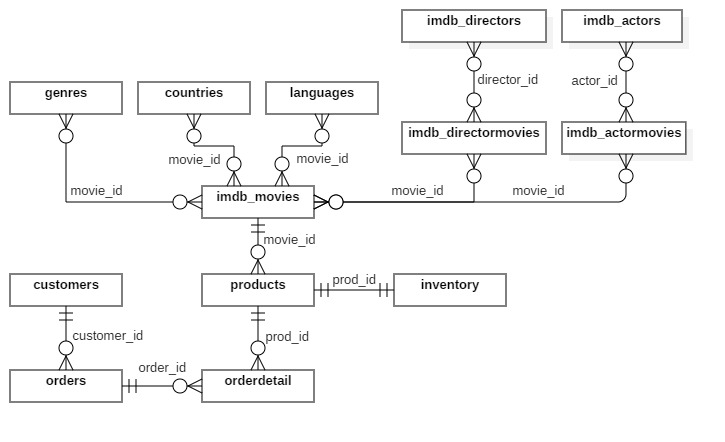 imdb_directors
imdb_actors
director_id
actor_id
genres
countries
languages
imdb_directormovies
imdb_actormovies
movie_id
movie_id
movie_id
movie_id
movie_id
imdb_movies
movie_id
customers
products
prod_id
inventory
customer_id
prod_id
order_id
orders
orderdetail